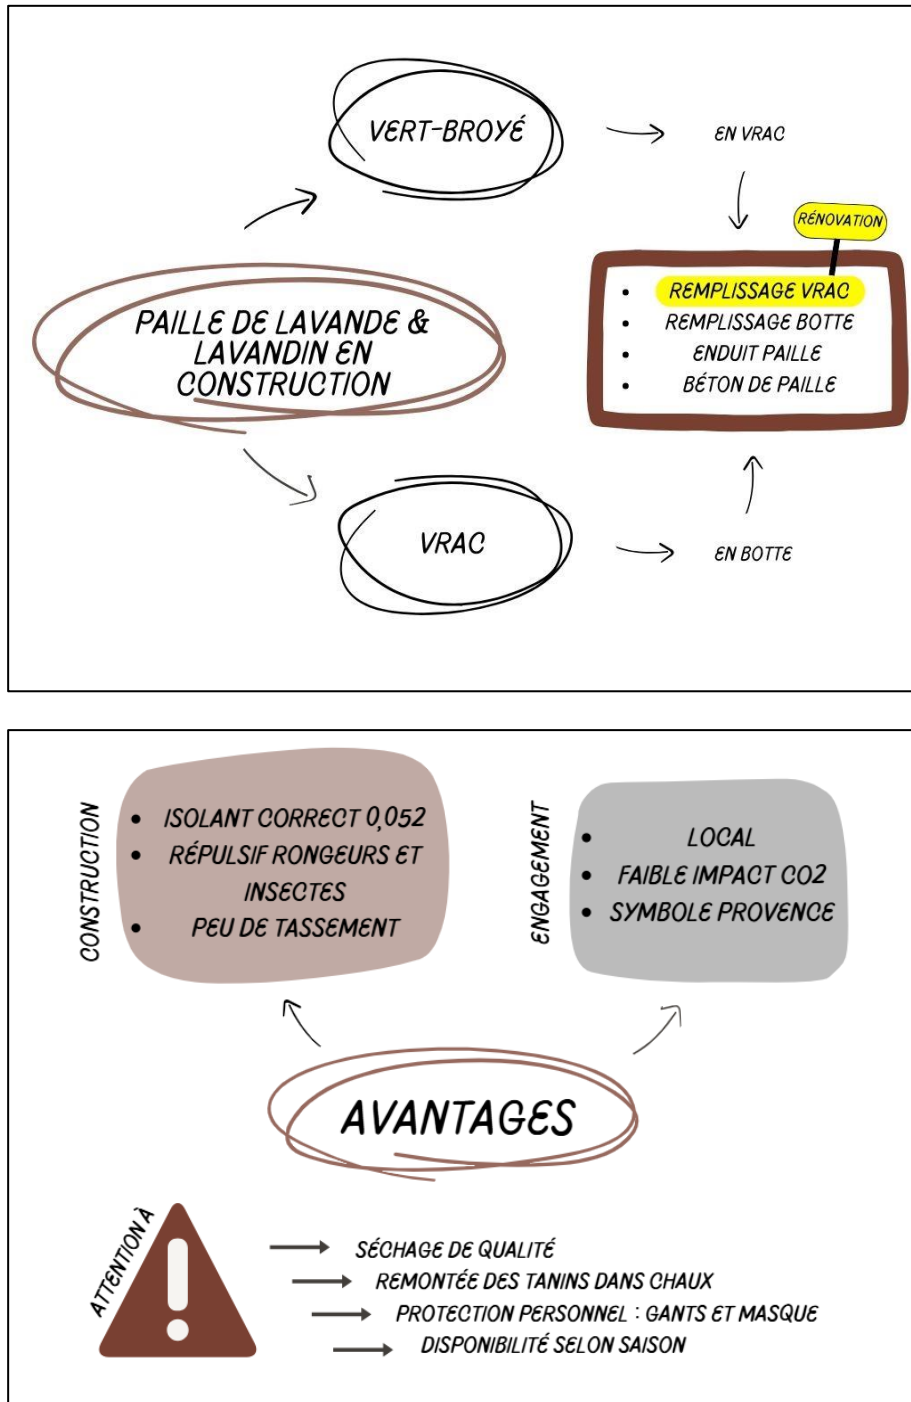 VERT-BROYÉ
EN VRAC
RÉNOVATION
PAILLE DE LAVANDE &
LAVANDIN EN
CONSTRUCTION
• REMPLISSAGE VRAC
• REMPLISSAGE BOTTE
• ENDUIT PAILLE
• BÉTON DE PAILLE
VRAC
EN BOTTE
CONSTRUCTION
• ISOLANT CORRECT 0,052
• RÉPULSIF RONGEURS ET
INSECTES
• PEU DE TASSEMENT
ENGAGEMENT
• LOCAL
• FAIBLE IMPACT CO2
• SYMBOLE PROVENCE
AVANTAGES
ATTENTION À
SÉCHAGE DE QUALITÉ
REMONTÉE DES TANINS DANS CHAUX
PROTECTION PERSONNEL : GANTS ET MASQUE
DISPONIBILITÉ SELON SAISON